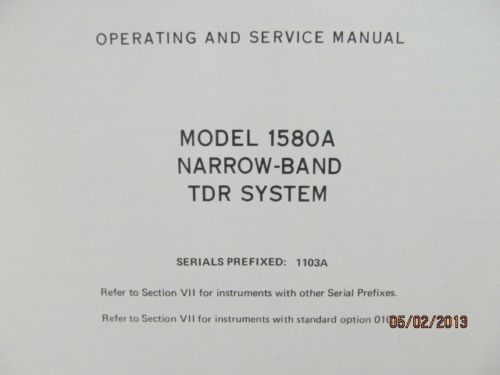 OPERATING AND SERVICE MANUAL
MODEL 1580A
NARROW-BAND
TDR SYSTEM
SERIALS PREFIXED: 1103A
Refer to Section VII for instruments with other Serial Prefixes.
Refer to Section VII for instruments with standard option 010
05/02/2013